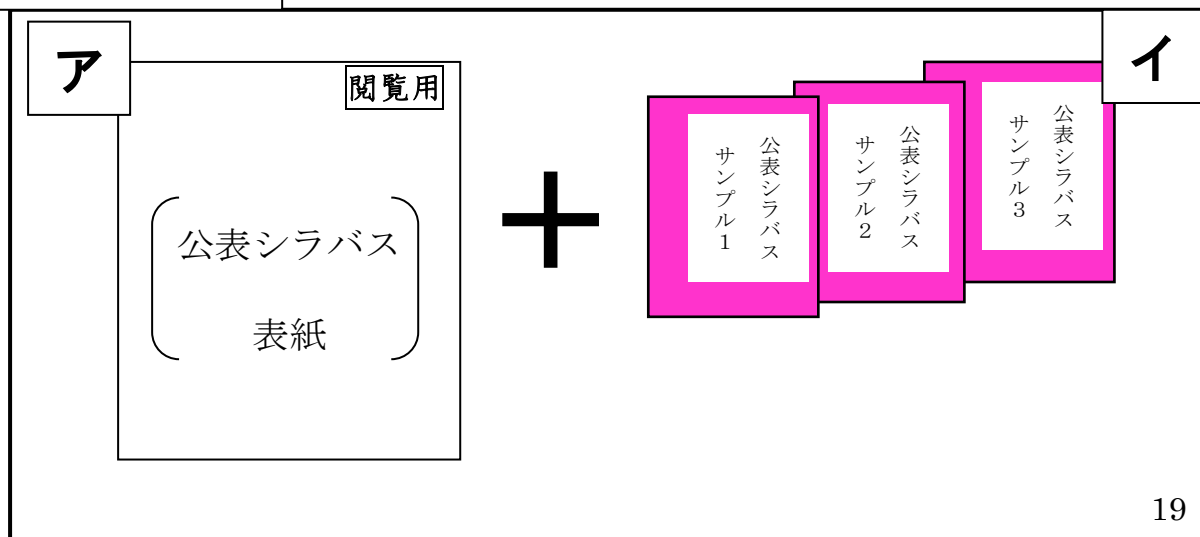 ア
閲覧用
公表シラバス
表紙
＋
イ
公表シラバス
サンプル1
公表シラバス
サンプル2
公表シラバス
サンプル3
19